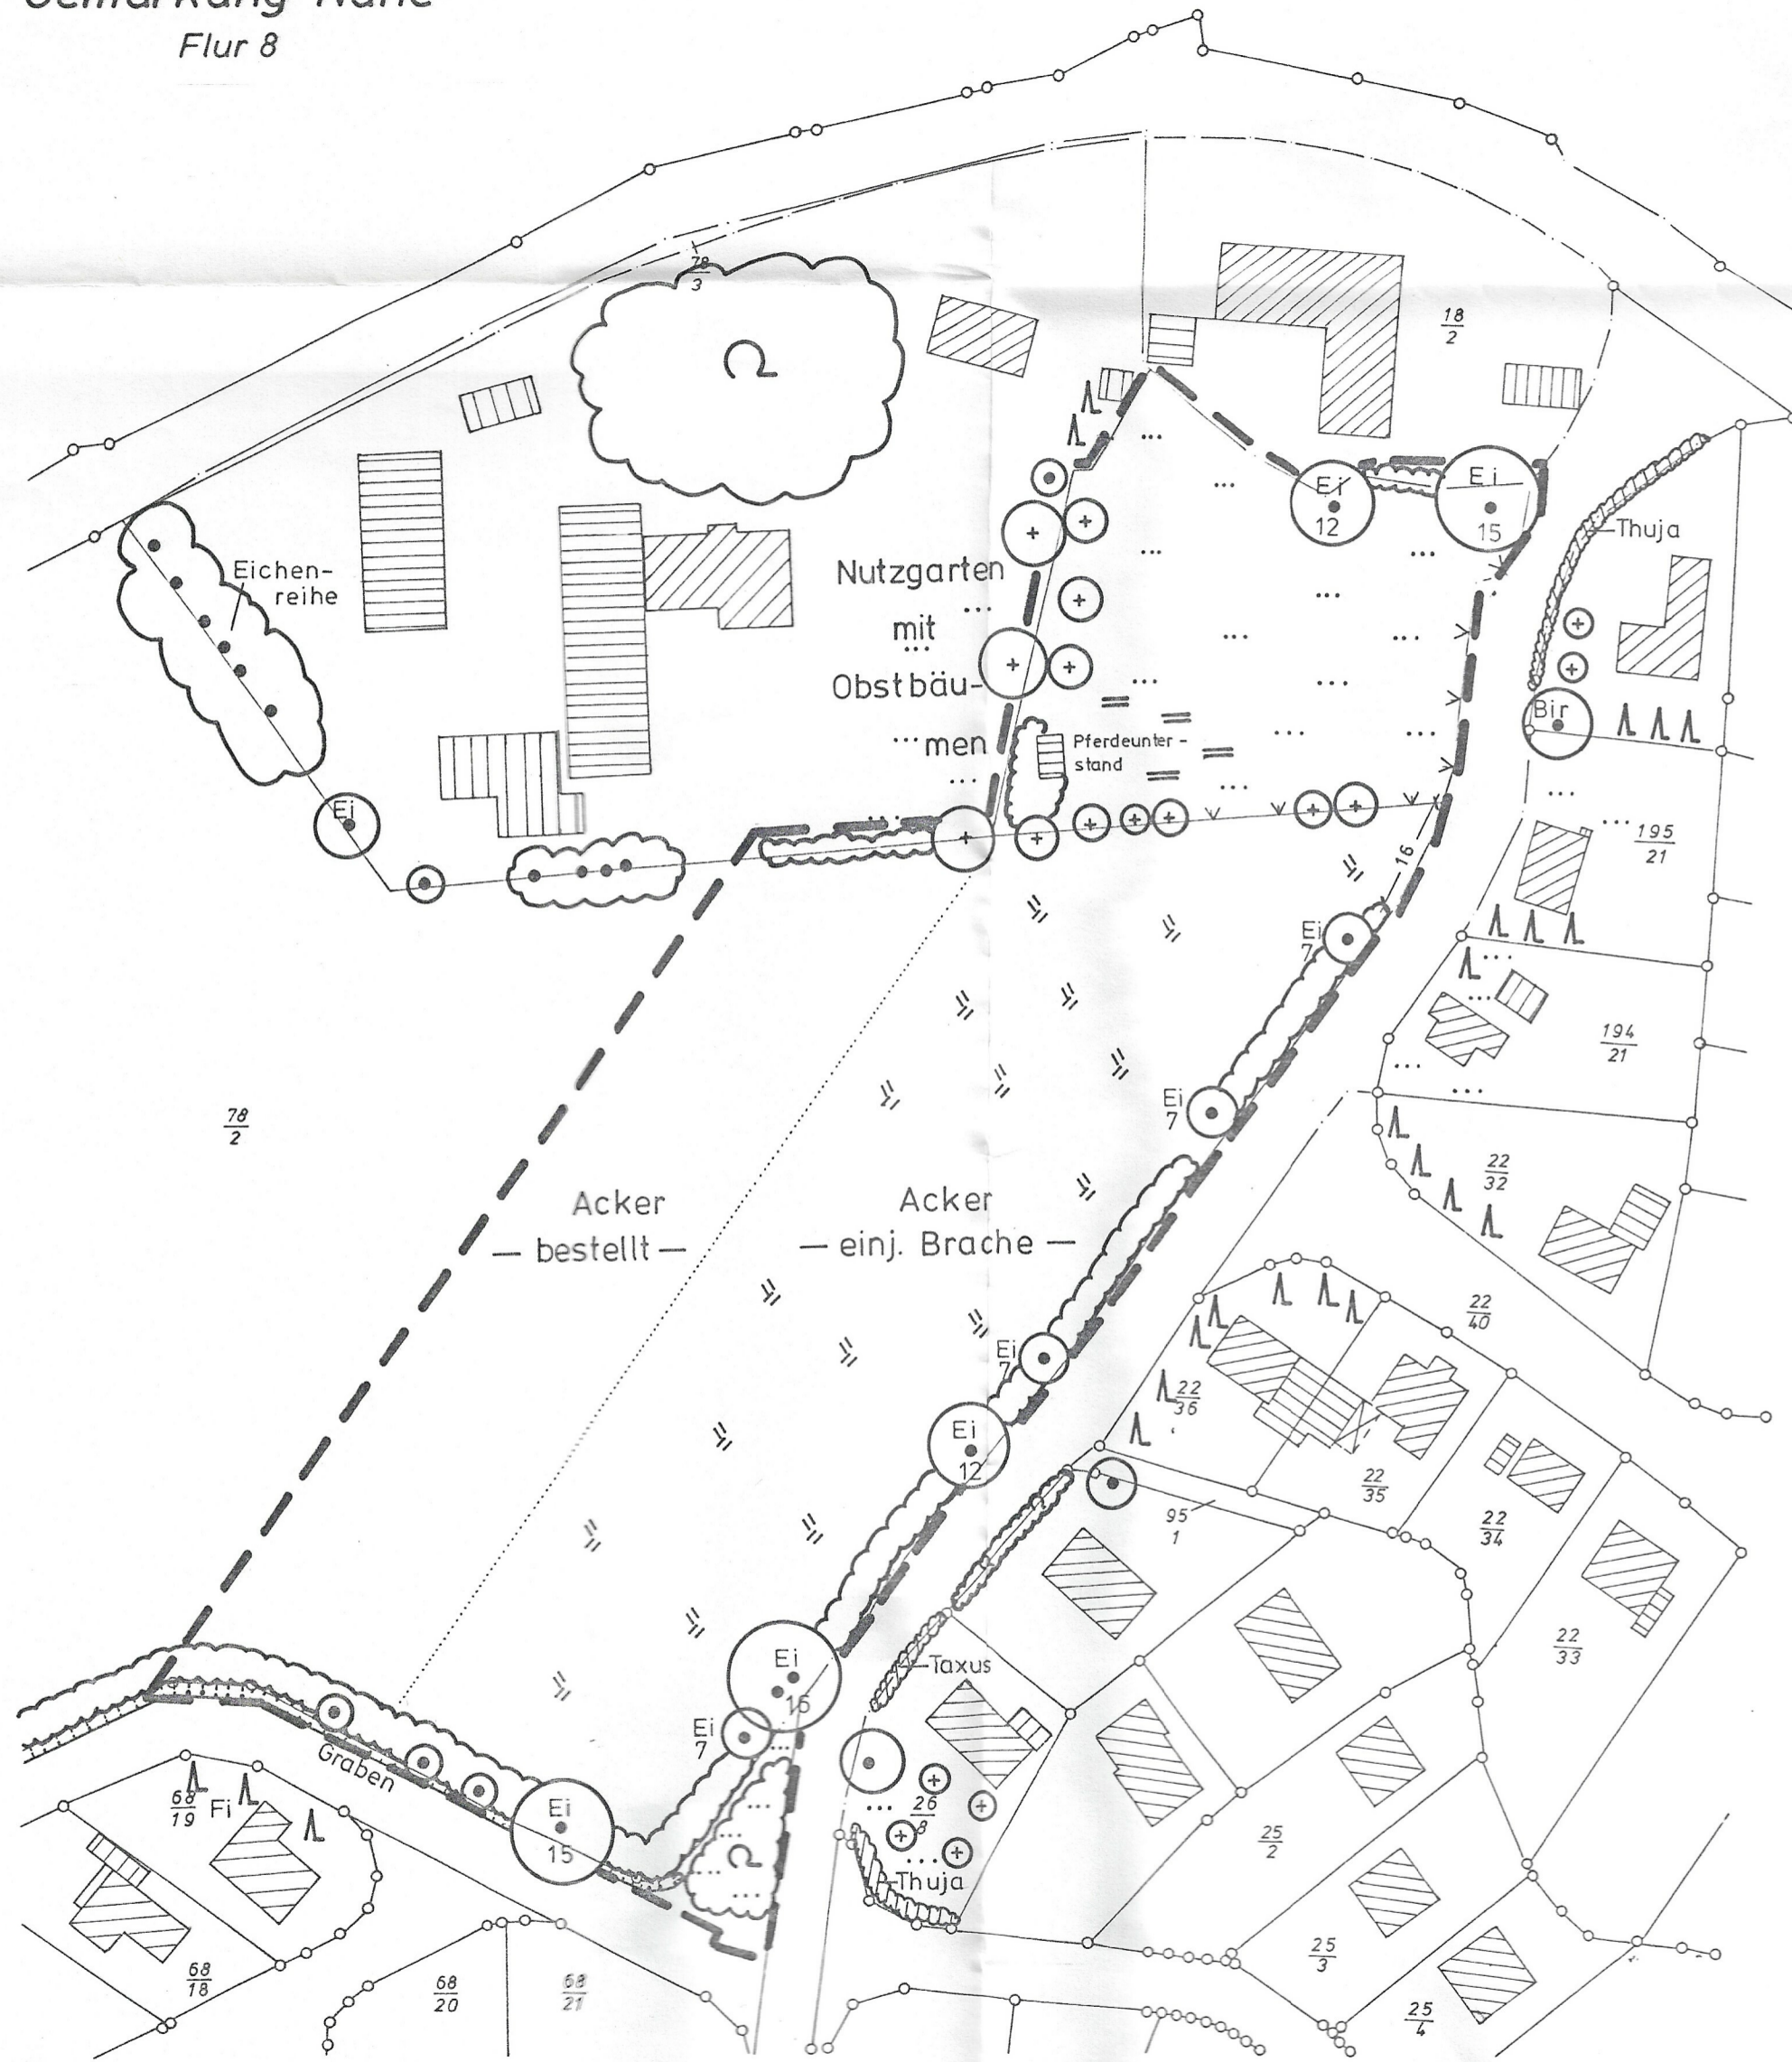 Gemarkung Nahe
Flur 8
78
3
18
2
Ei
12
Ei
15
Thuja
Eichen-
reihe
Nutzgarten
mit
Obstbäu-
men
Pferdeunter-
stand
Bir
Ei
195
21
16
Ei
7
194
21
Ei
7
78
2
22
32
Acker
— bestellt —
Acker
— einj. Brache —
22
40
Ei
7
22
36
Ei
12
22
35
95
1
22
34
22
33
Ei
16
Taxus
Ei
7
Graben
68
19
Fi
26
8
Ei
15
Thuja
25
2
25
3
68
18
68
20
68
21
25
4